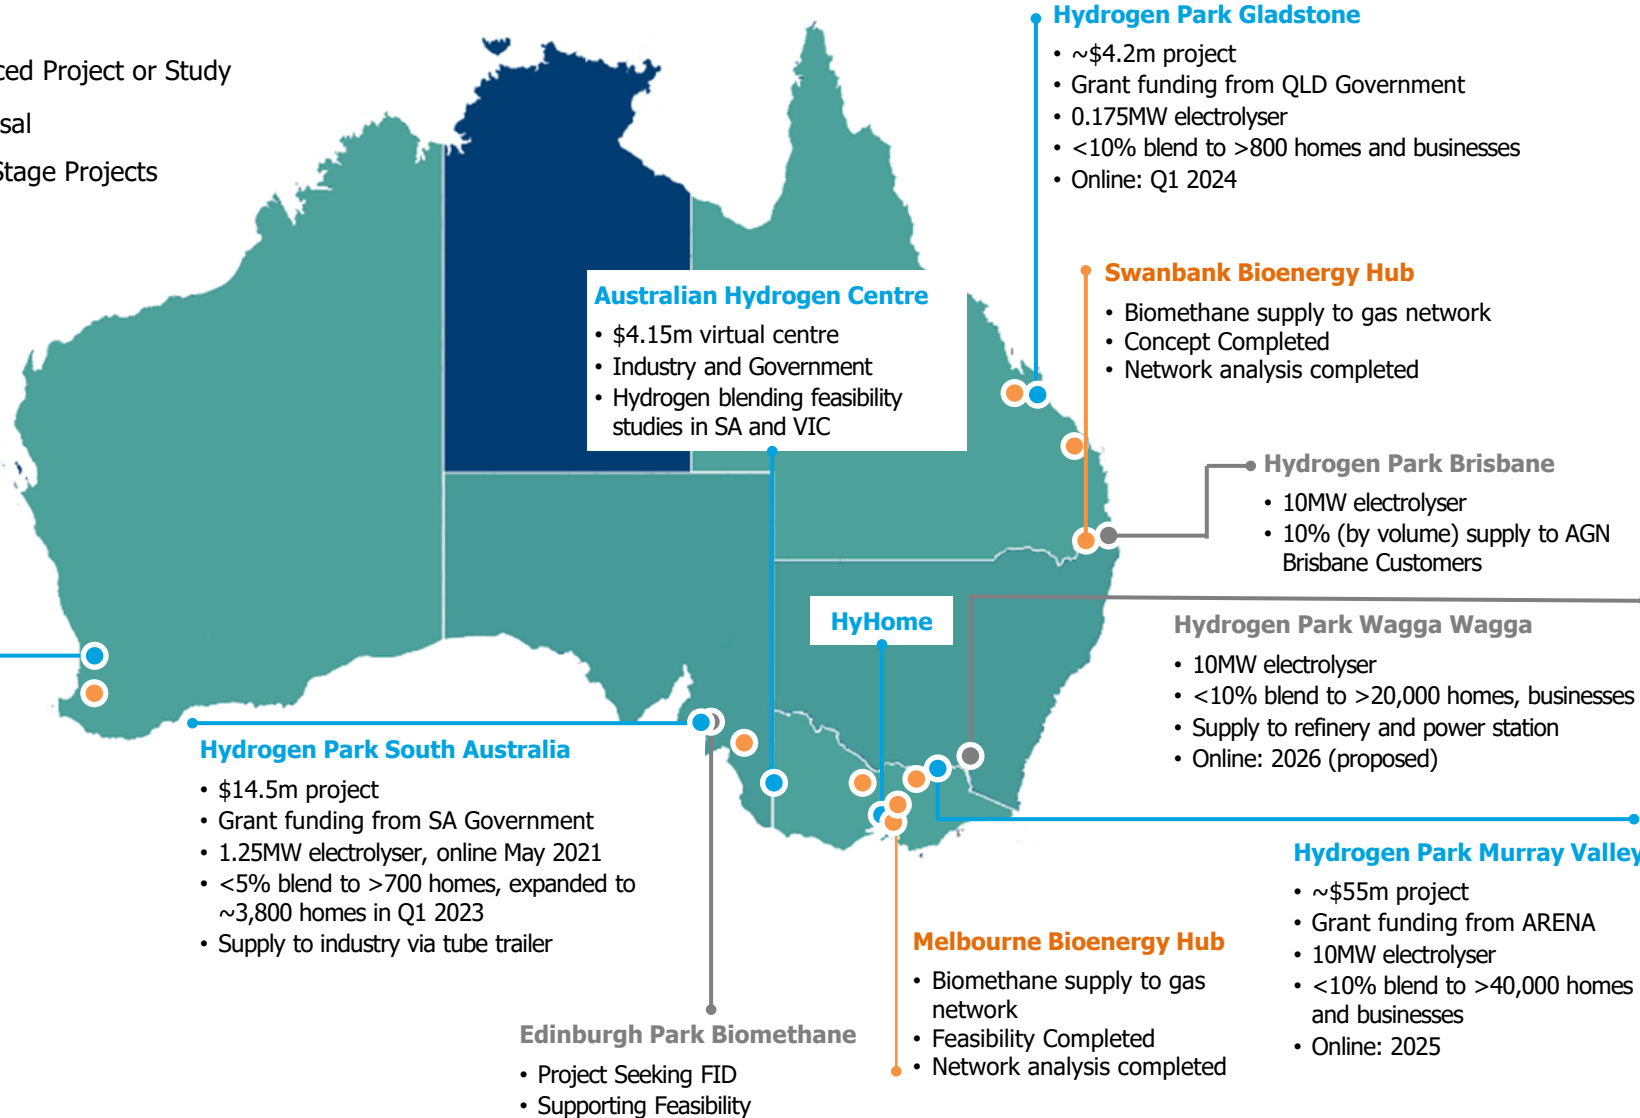 ced Project or Study
sal
Stage Projects
Hydrogen Park Gladstone
• ~$4.2m project
• Grant funding from QLD Government
• 0.175MW electrolyser
• <10% blend to >800 homes and businesses
• Online: Q1 2024
Swanbank Bioenergy Hub
• Biomethane supply to gas network
• Concept Completed
• Network analysis completed
Australian Hydrogen Centre
• $4.15m virtual centre
• Industry and Government
• Hydrogen blending feasibility
studies in SA and VIC
Hydrogen Park Brisbane
• 10MW electrolyser
• 10% (by volume) supply to AGN
Brisbane Customers
HyHome
Hydrogen Park Wagga Wagga
• 10MW electrolyser
• <10% blend to >20,000 homes, businesses
• Supply to refinery and power station
• Online: 2026 (proposed)
Hydrogen Park South Australia
• $14.5m project
• Grant funding from SA Government
• 1.25MW electrolyser, online May 2021
• <5% blend to >700 homes, expanded to
~3,800 homes in Q1 2023
• Supply to industry via tube trailer
Hydrogen Park Murray Valley
• ~$55m project
• Grant funding from ARENA
• 10MW electrolyser
• <10% blend to >40,000 homes
and businesses
• Online: 2025
Melbourne Bioenergy Hub
• Biomethane supply to gas
network
• Feasibility Completed
• Network analysis completed
Edinburgh Park Biomethane
• Project Seeking FID
• Supporting Feasibility